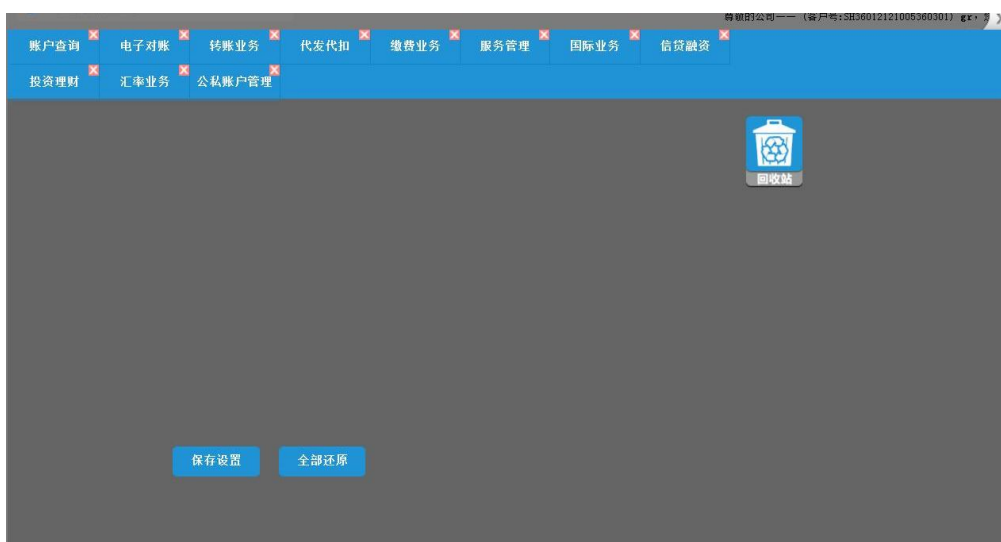 尊敬的公司一一 (客户号:SH36012121005360301) gr,
账户查询 电子对账 转账业务 代发代扣 缴费业务 服务管理 国际业务 信贷融资
投资理财 汇率业务 公私账户管理
回收站
保存设置 全部还原